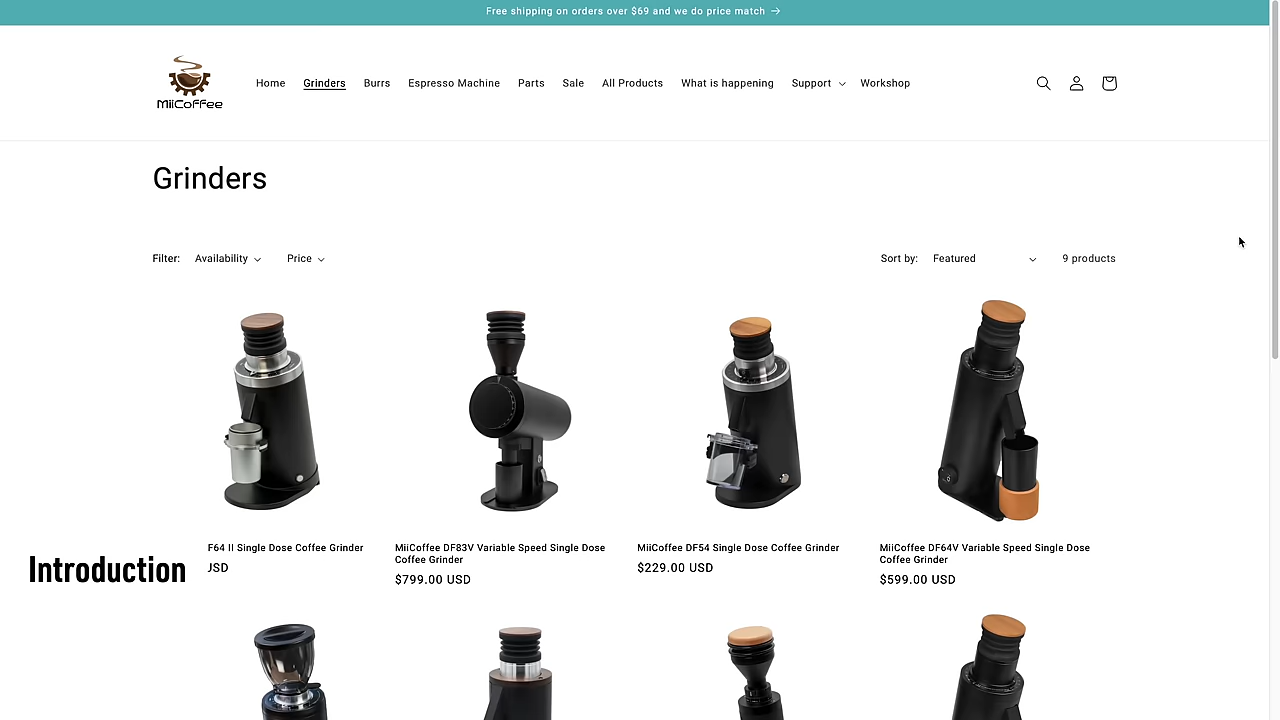 Free shipping on orders over $69 and we do price match →
MiiCoffee
Home Grinders Burrs Espresso Machine Parts Sale All Products What is happening Support Workshop
Grinders
Filter: Availability Price
Sort by: Featured 9 products
F64 II Single Dose Coffee Grinder
USD
MiiCoffee DF83V Variable Speed Single Dose
Coffee Grinder
$799.00 USD
MiiCoffee DF54 Single Dose Coffee Grinder
$229.00 USD
MiiCoffee DF64V Variable Speed Single Dose
Coffee Grinder
$599.00 USD
Introduction